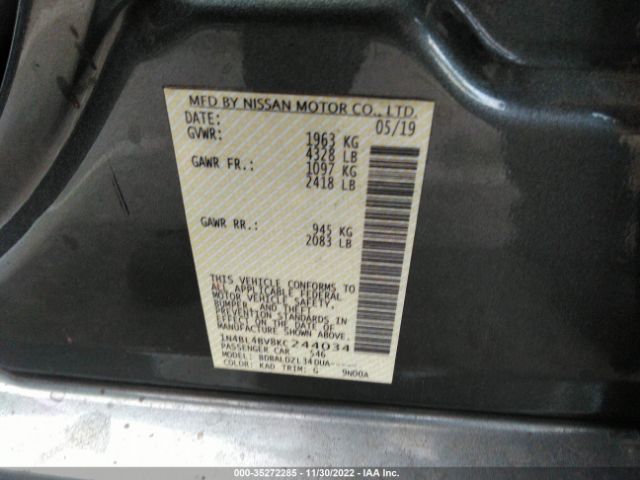 MFD BY NISSAN MOTOR CO., LTD.
DATE: 05/19
GVWR: 1963 KG
4328 LB
GAWR FR.: 1097 KG
2418 LB
GAWR RR.: 945 KG
2083 LB
THIS VEHICLE CONFORMS TO
ALL APPLICABLE FEDERAL
MOTOR VEHICLE SAFETY,
BUMPER, AND THEFT
PREVENTION STANDARDS IN
EFFECT ON THE DATE OF
MANUFACTURE SHOWN ABOVE.
1N4BL4BV8KC244034
PASSENGER CAR 546
MODEL: BDBALDZL34DUA-----
COLOR: KAD TRIM: G 9ND0A
000-35272285 - 11/30/2022 - IAA Inc.